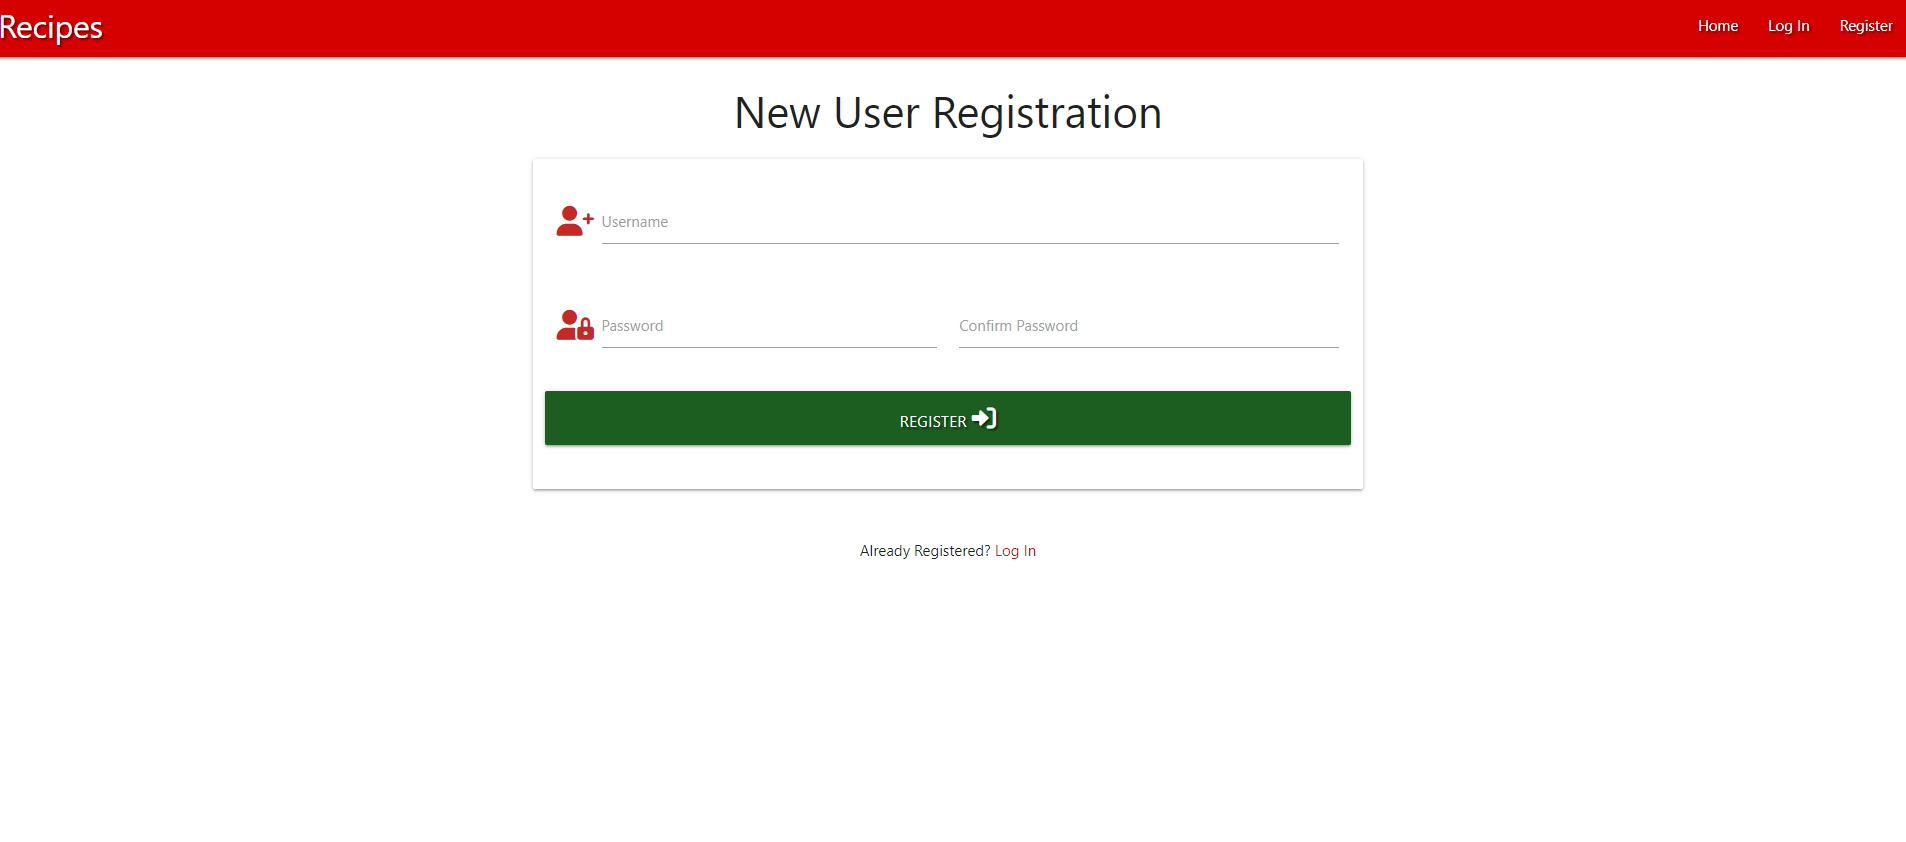 Recipes
Home Log In Register
New User Registration
Username
Password Confirm Password
REGISTER
Already Registered? Log In